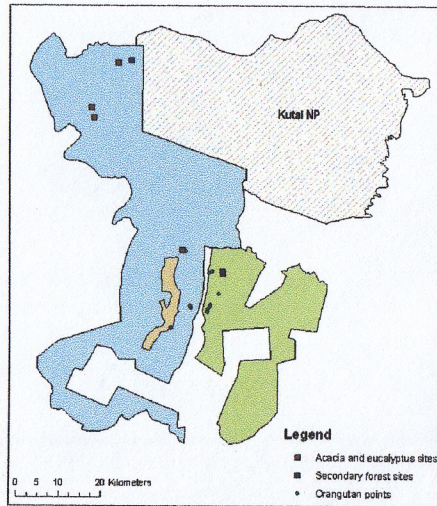 Kutai NP
Legend
Acacia and eucalyptus sites
Secondary forest sites
Orangutan points
0 5 10 20 Kilometers